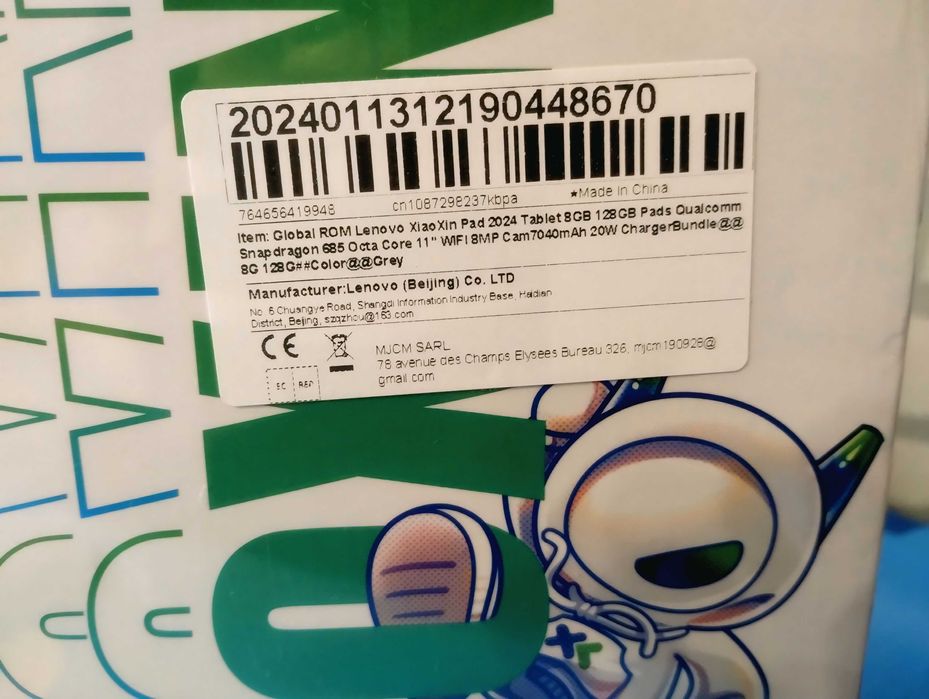 2024011312190448670
764656419948 cn1087298237kbpa ★Made in China
Item: Global ROM Lenovo XiaoXin Pad 2024 Tablet 8GB 128GB Pads Qualcomm
Snapdragon 685 Octa Core 11" WIFI 8MP Cam7040mAh 20W ChargerBundle@@
8G 128G##Color@@Grey
Manufacturer:Lenovo (Beijing) Co. LTD
No. 6 Chuangye Road, Shangdi Information Industry Base, Haidian
District, Beijing, szqzhou@163.com
CE
MJCM SARL
78 avenue des Champs Elysees Bureau 326, mjcm190928@
gmail.com
EC REP